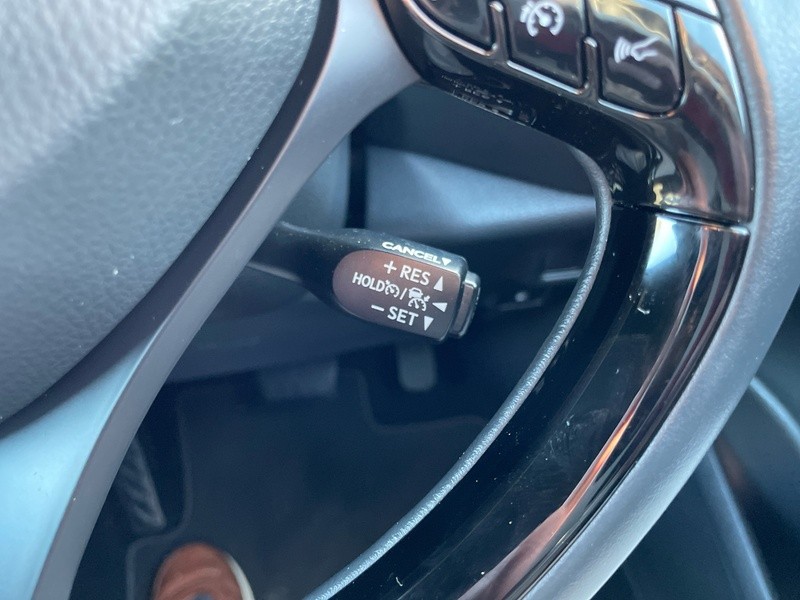 CANCEL▼
+ RES ▲
HOLD / ◀
− SET ▼